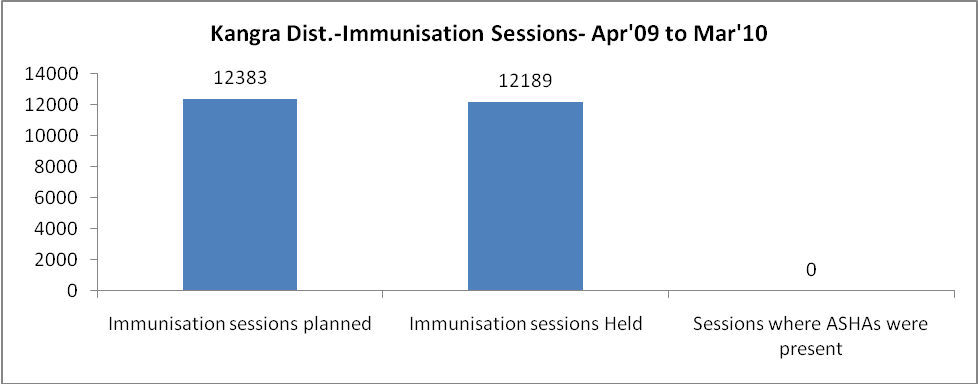 Kangra Dist.-Immunisation Sessions- Apr'09 to Mar'10
14000
12000
10000
8000
6000
4000
2000
0
12383
12189
0
Immunisation sessions planned
Immunisation sessions Held
Sessions where ASHAs were
present